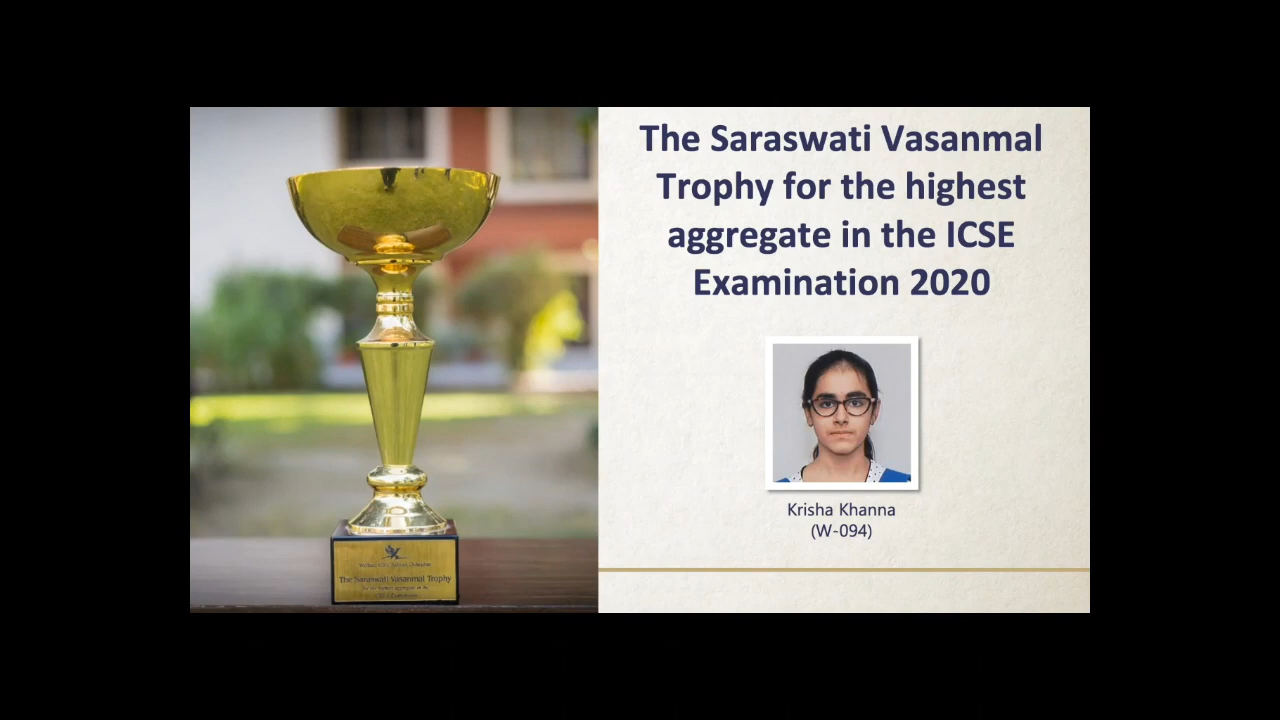 The Saraswati Vasanmal
Trophy for the highest
aggregate in the ICSE
Examination 2020
Krisha Khanna
(W-094)
The Saraswati Vasanmal Trophy